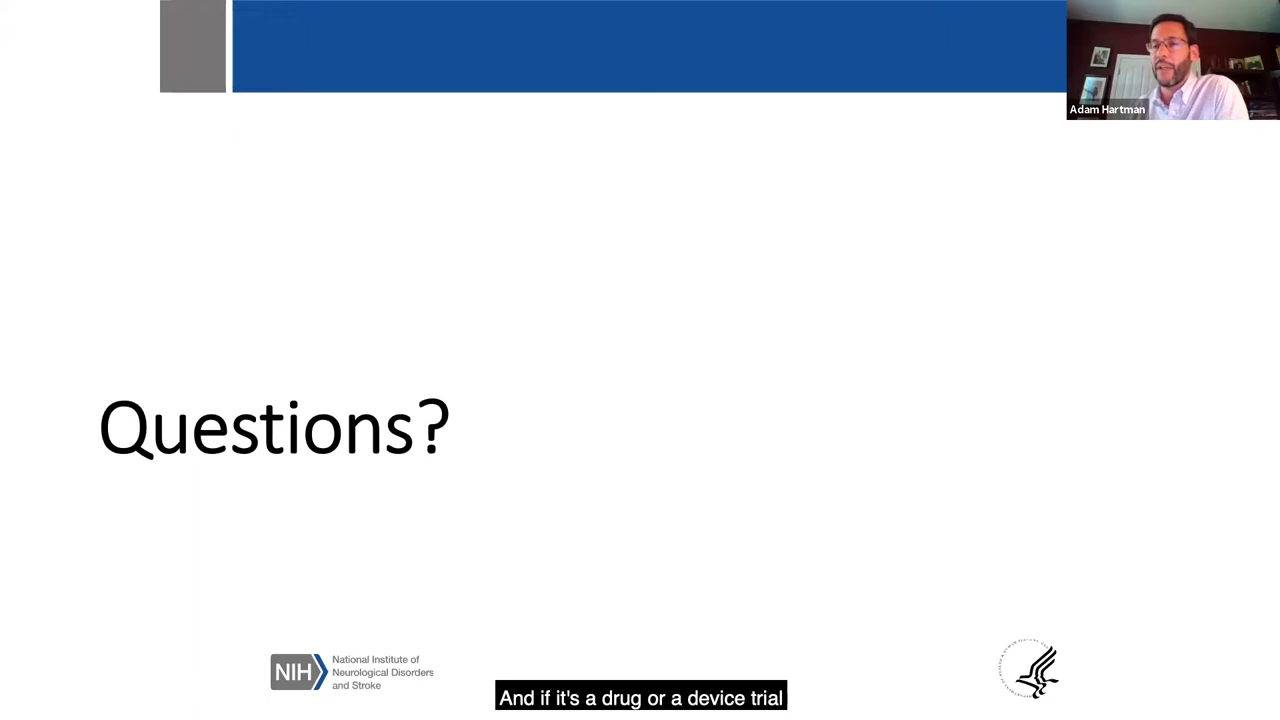 Adam Hartman
Questions?
NIH
National Institute of
Neurological Disorders
and Stroke
And if it's a drug or a device trial